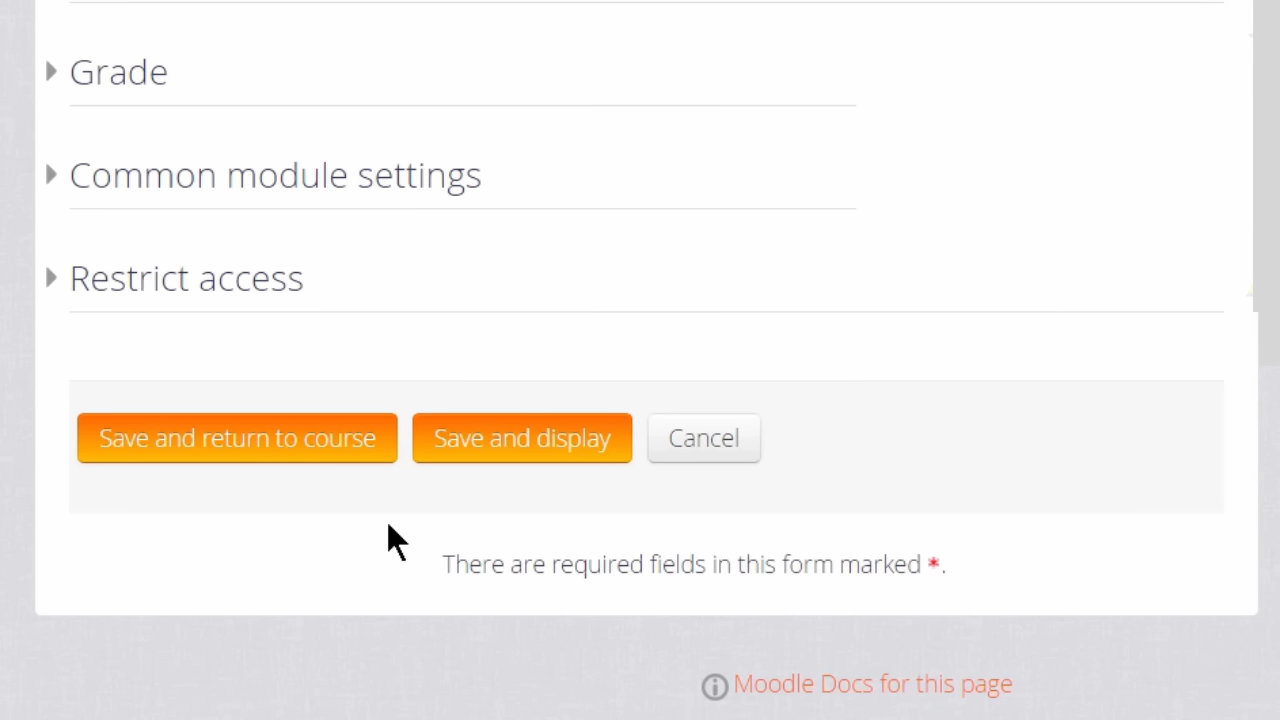 Grade
Common module settings
Restrict access
Save and return to course Save and display Cancel
There are required fields in this form marked *.
Moodle Docs for this page